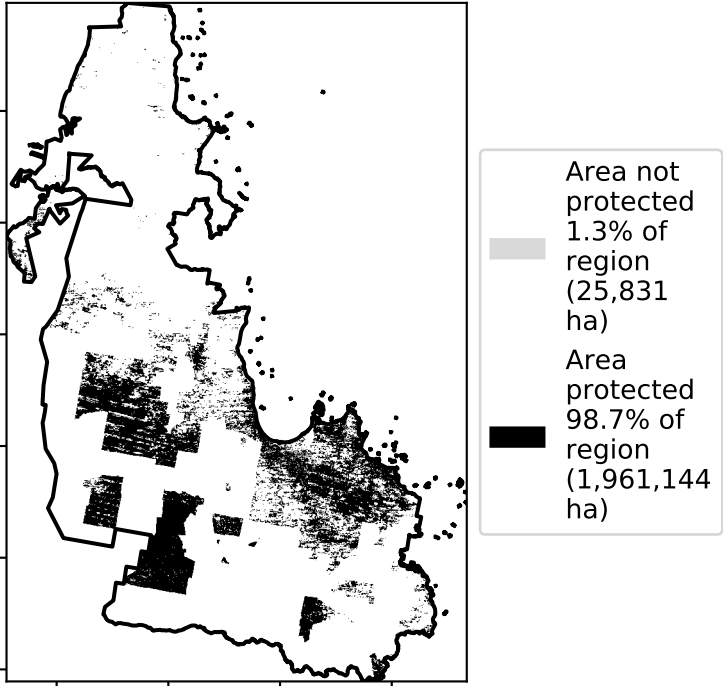 Area not
protected
1.3% of
region
(25,831
ha)
Area
protected
98.7% of
region
(1,961,144
ha)